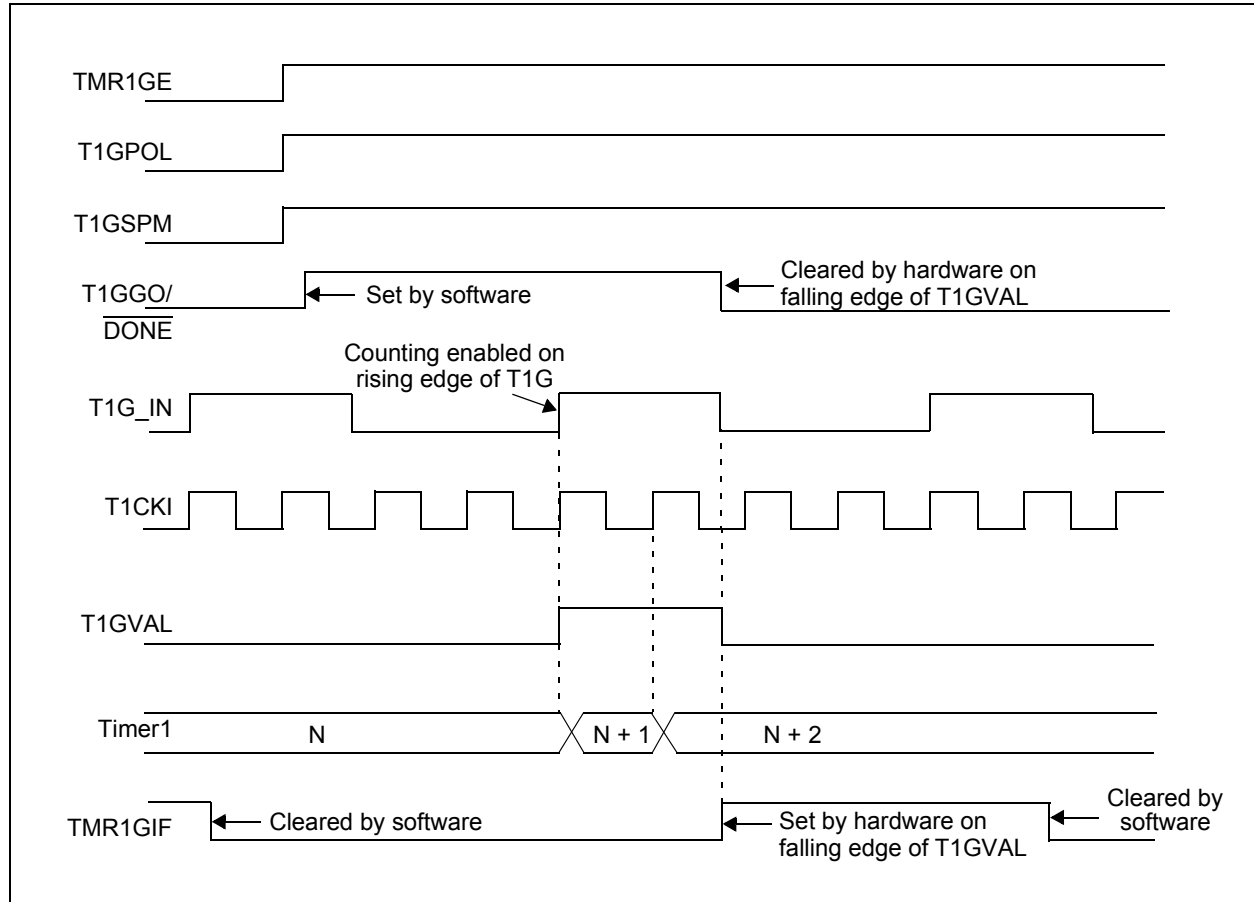 TMR1GE
T1GPOL
T1GSPM
T1GGO/
DONE
Set by software
Cleared by hardware on
falling edge of T1GVAL
Counting enabled on
rising edge of T1G
T1G_IN
T1CKI
T1GVAL
Timer1
N
N + 1
N + 2
TMR1GIF
Cleared by software
Set by hardware on
falling edge of T1GVAL
Cleared by
software